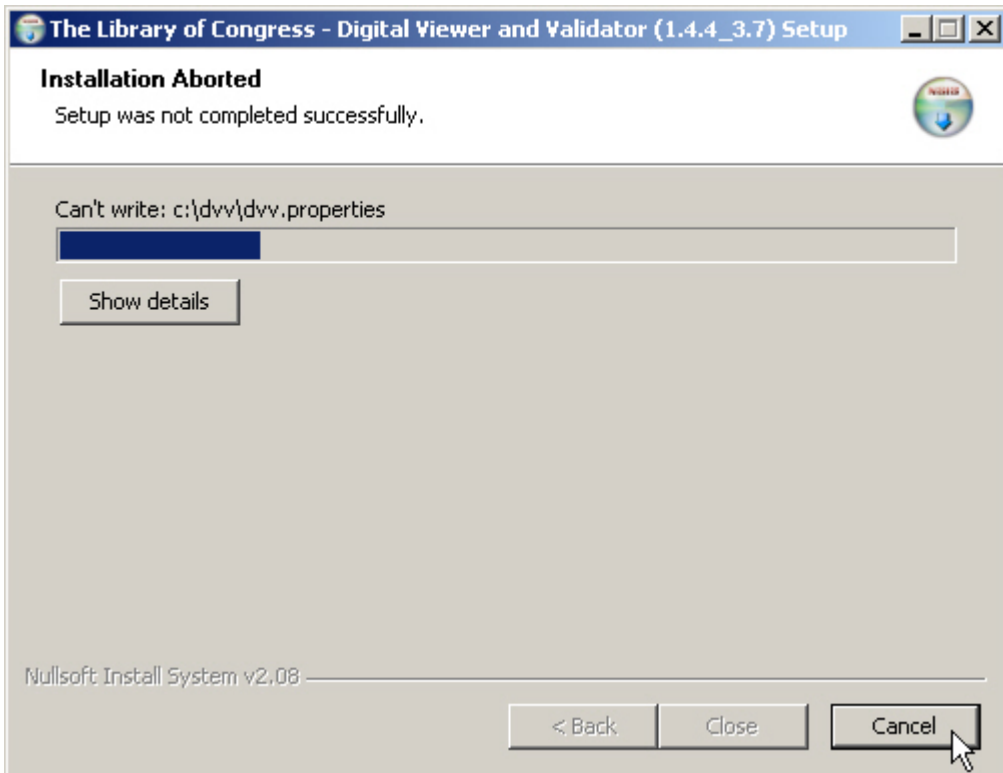 The Library of Congress - Digital Viewer and Validator (1.4.4_3.7) Setup
Installation Aborted
Setup was not completed successfully.
Can't write: c:\dvv\dvv.properties
Show details
Nullsoft Install System v2.08
< Back
Close
Cancel